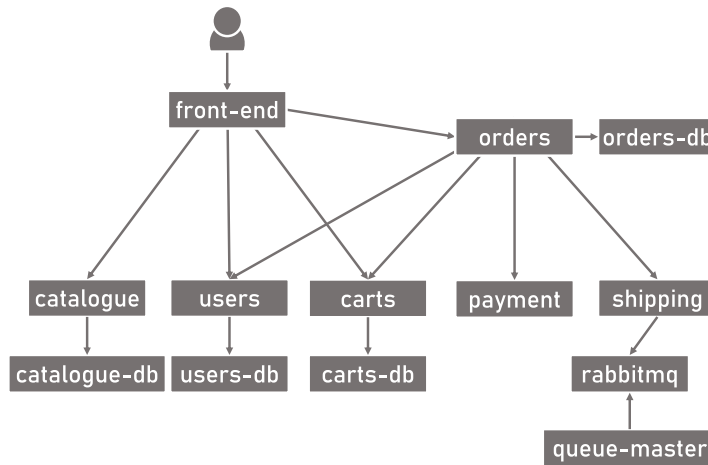 front-end
orders
orders-db
catalogue
users
carts
payment
shipping
catalogue-db
users-db
carts-db
rabbitmq
queue-master